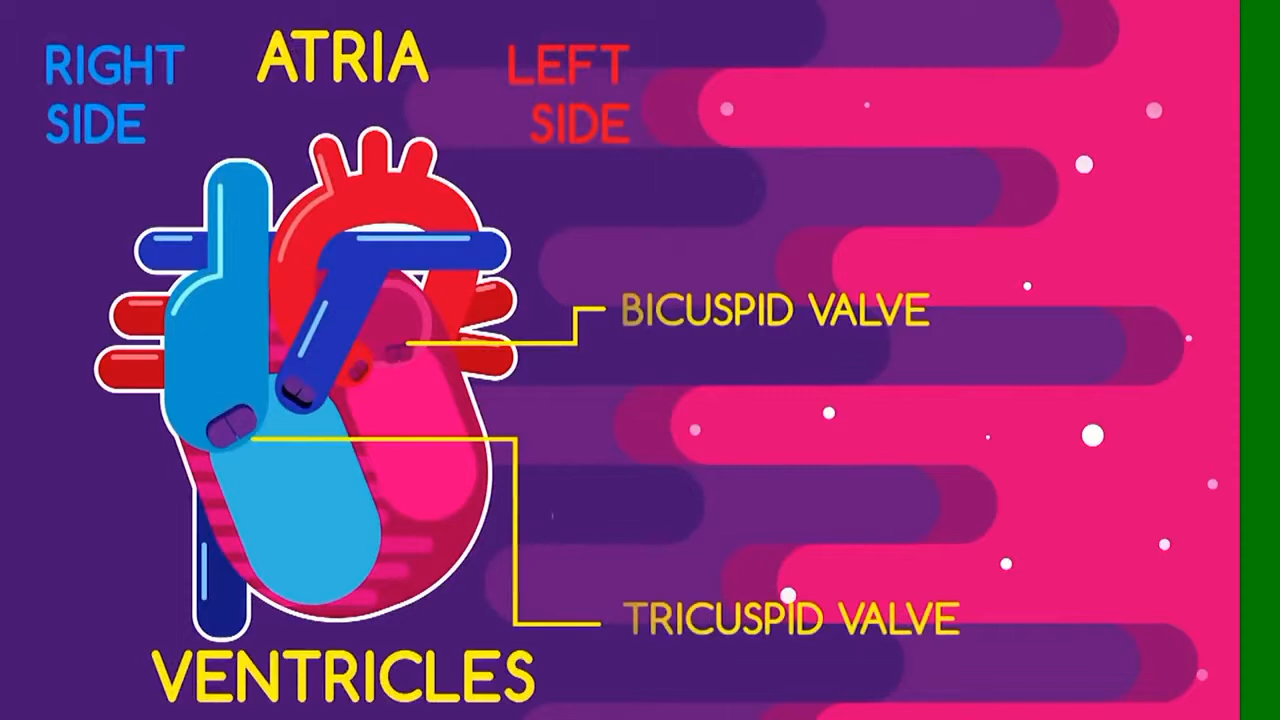 RIGHT
SIDE
ATRIA
LEFT
SIDE
BICUSPID VALVE
TRICUSPID VALVE
VENTRICLES